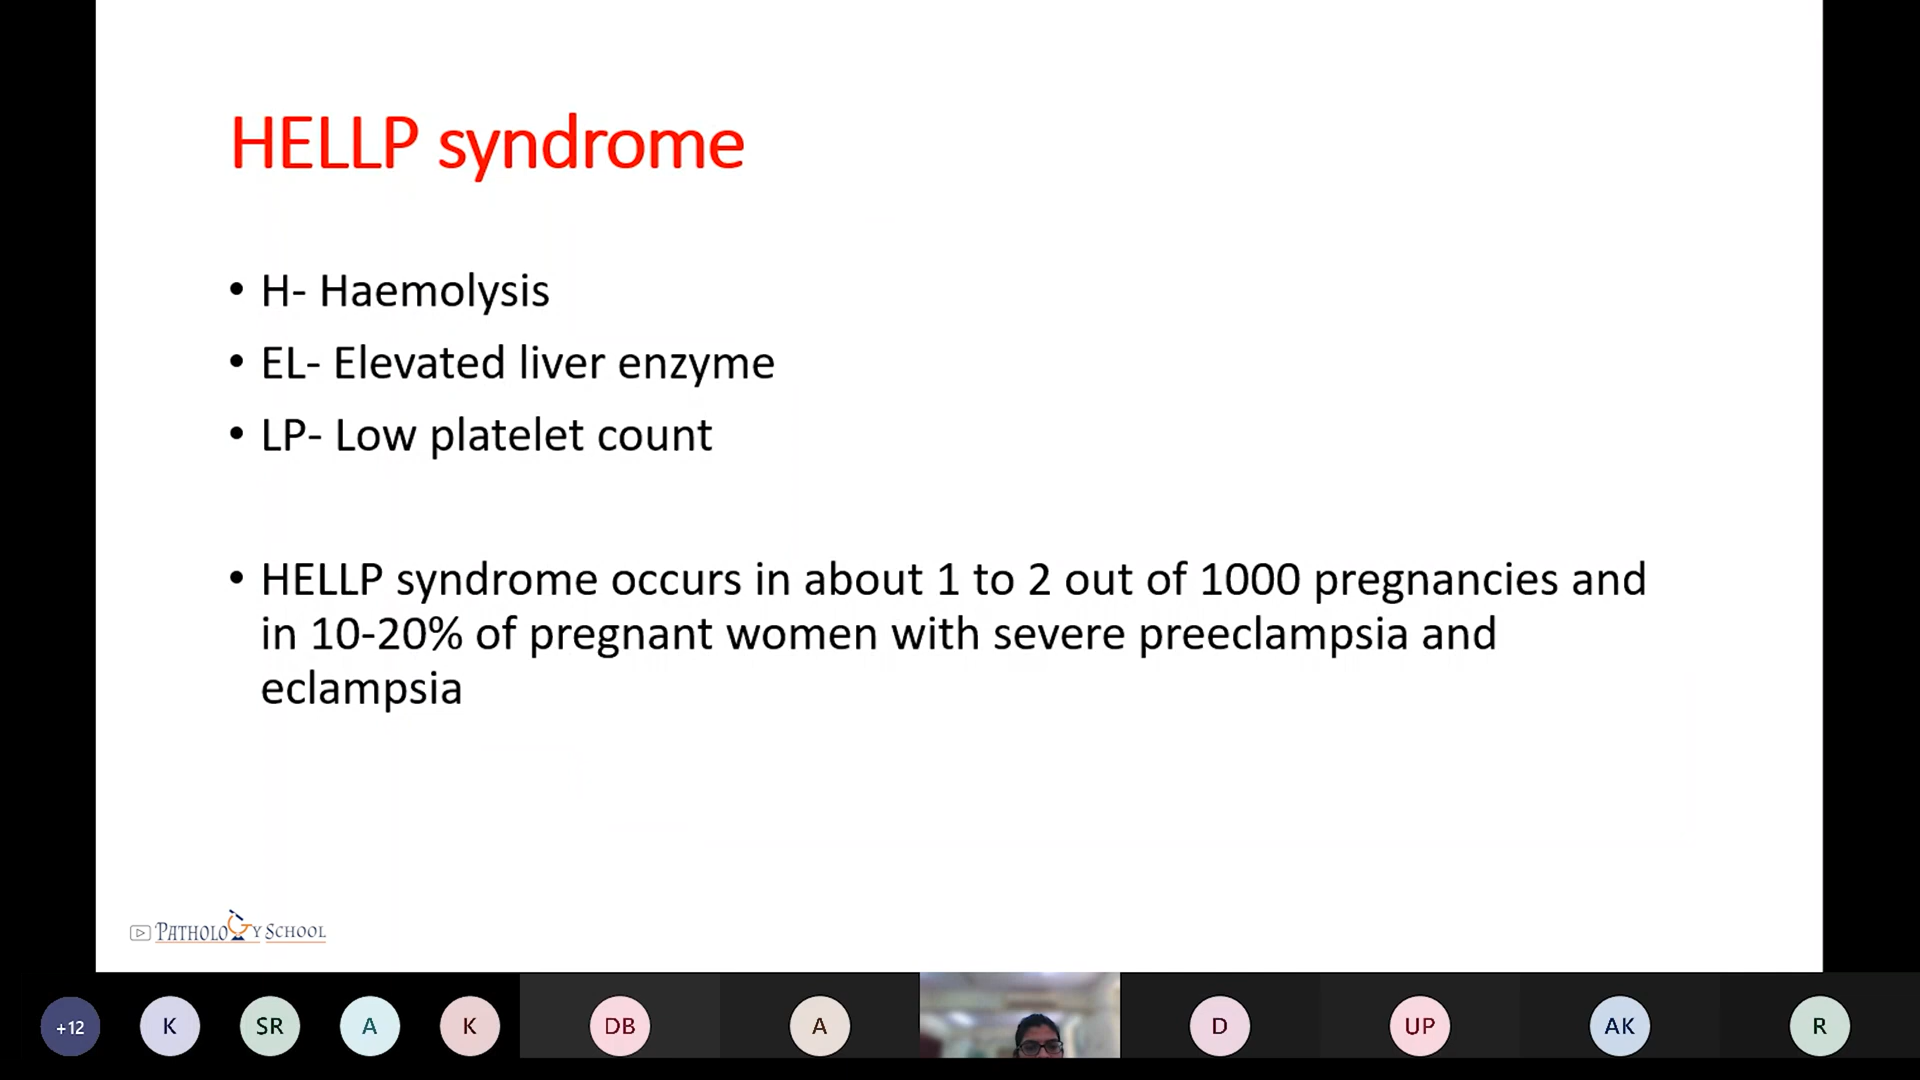 HELLP syndrome
• H- Haemolysis
• EL- Elevated liver enzyme
• LP- Low platelet count
• HELLP syndrome occurs in about 1 to 2 out of 1000 pregnancies and
in 10-20% of pregnant women with severe preeclampsia and
eclampsia
PATHOLOGY SCHOOL
+12 K SR A K DB A D UP AK R